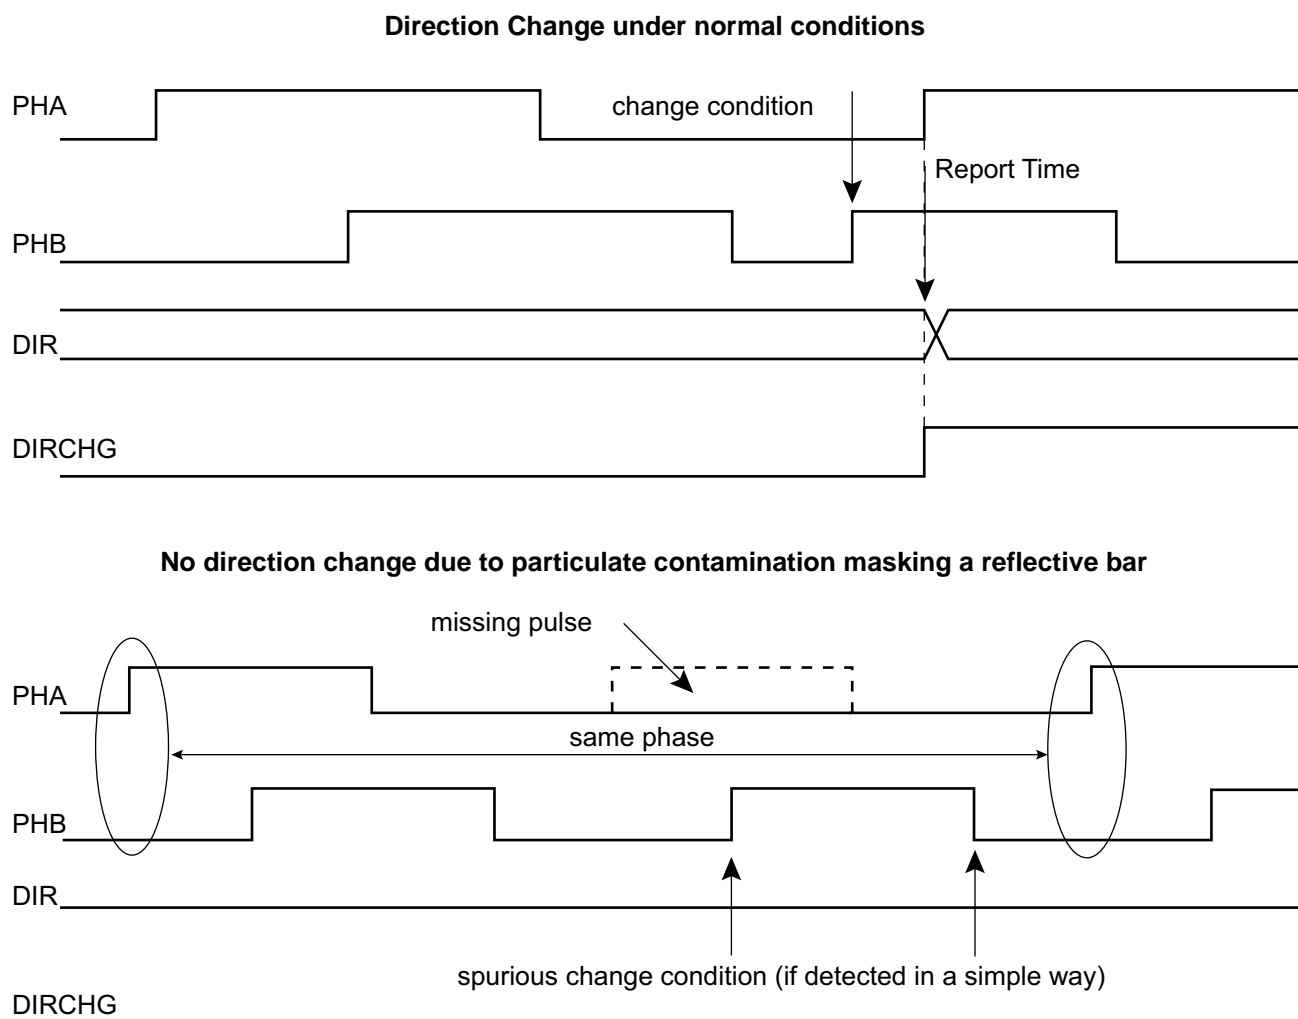 Direction Change under normal conditions
PHA
change condition
Report Time
PHB
DIR
DIRCHG
No direction change due to particulate contamination masking a reflective bar
missing pulse
PHA
same phase
PHB
DIR
spurious change condition (if detected in a simple way)
DIRCHG